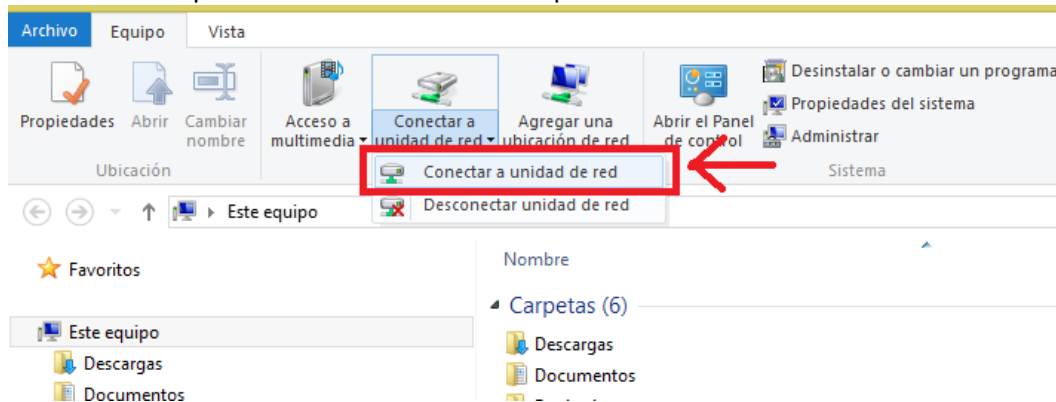 Archivo Equipo Vista
Propiedades Abrir Cambiar nombre Acceso a multimedia Conectar a unidad de red Agregar una ubicación de red Abrir el Panel de control
Desinstalar o cambiar un programa
Propiedades del sistema
Administrar
Ubicación
Sistema
Conectar a unidad de red
Desconectar unidad de red
Este equipo
Favoritos
Este equipo
Descargas
Documentos
Nombre
Carpetas (6)
Descargas
Documentos